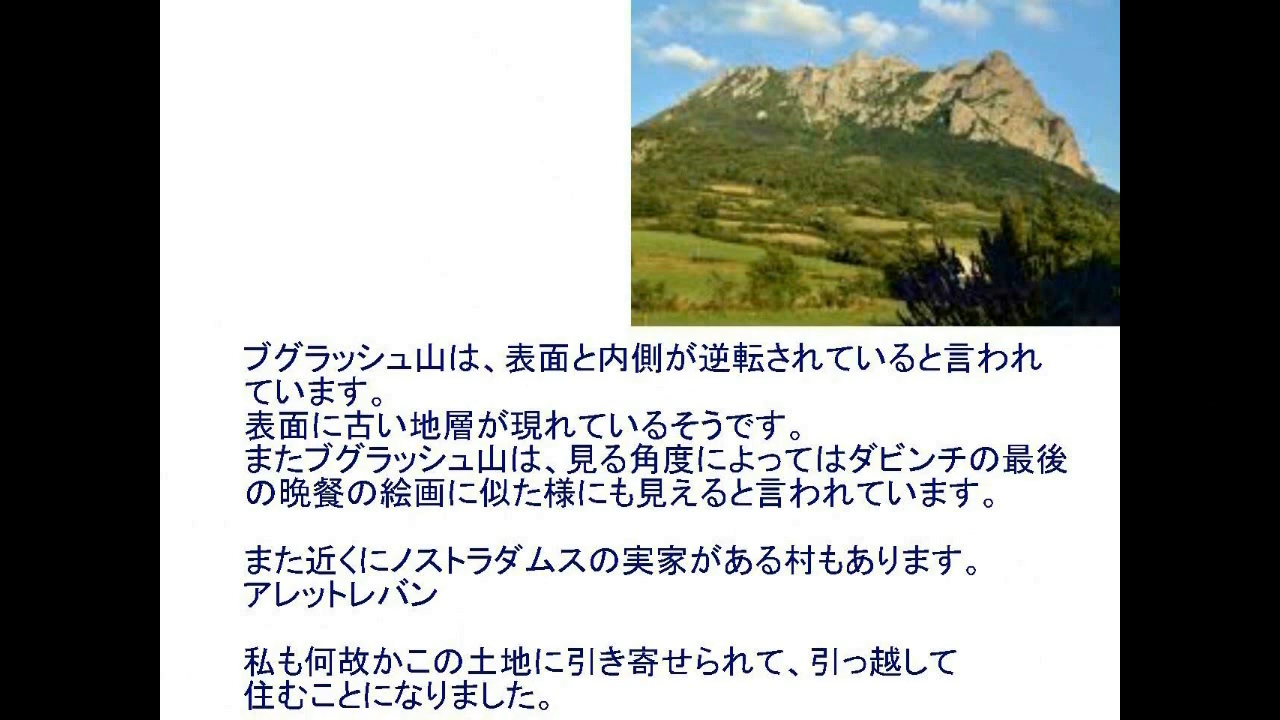 ブグラッシュ山は、表面と内側が逆転されていると言われ
ています。
表面に古い地層が現れているそうです。
またブグラッシュ山は、見る角度によってはダビンチの最後
の晩餐の絵画に似た様にも見えると言われています。
また近くにノストラダムスの実家がある村もあります。
アレットレバン
私も何故かこの土地に引き寄せられて、引っ越して
住むことになりました。